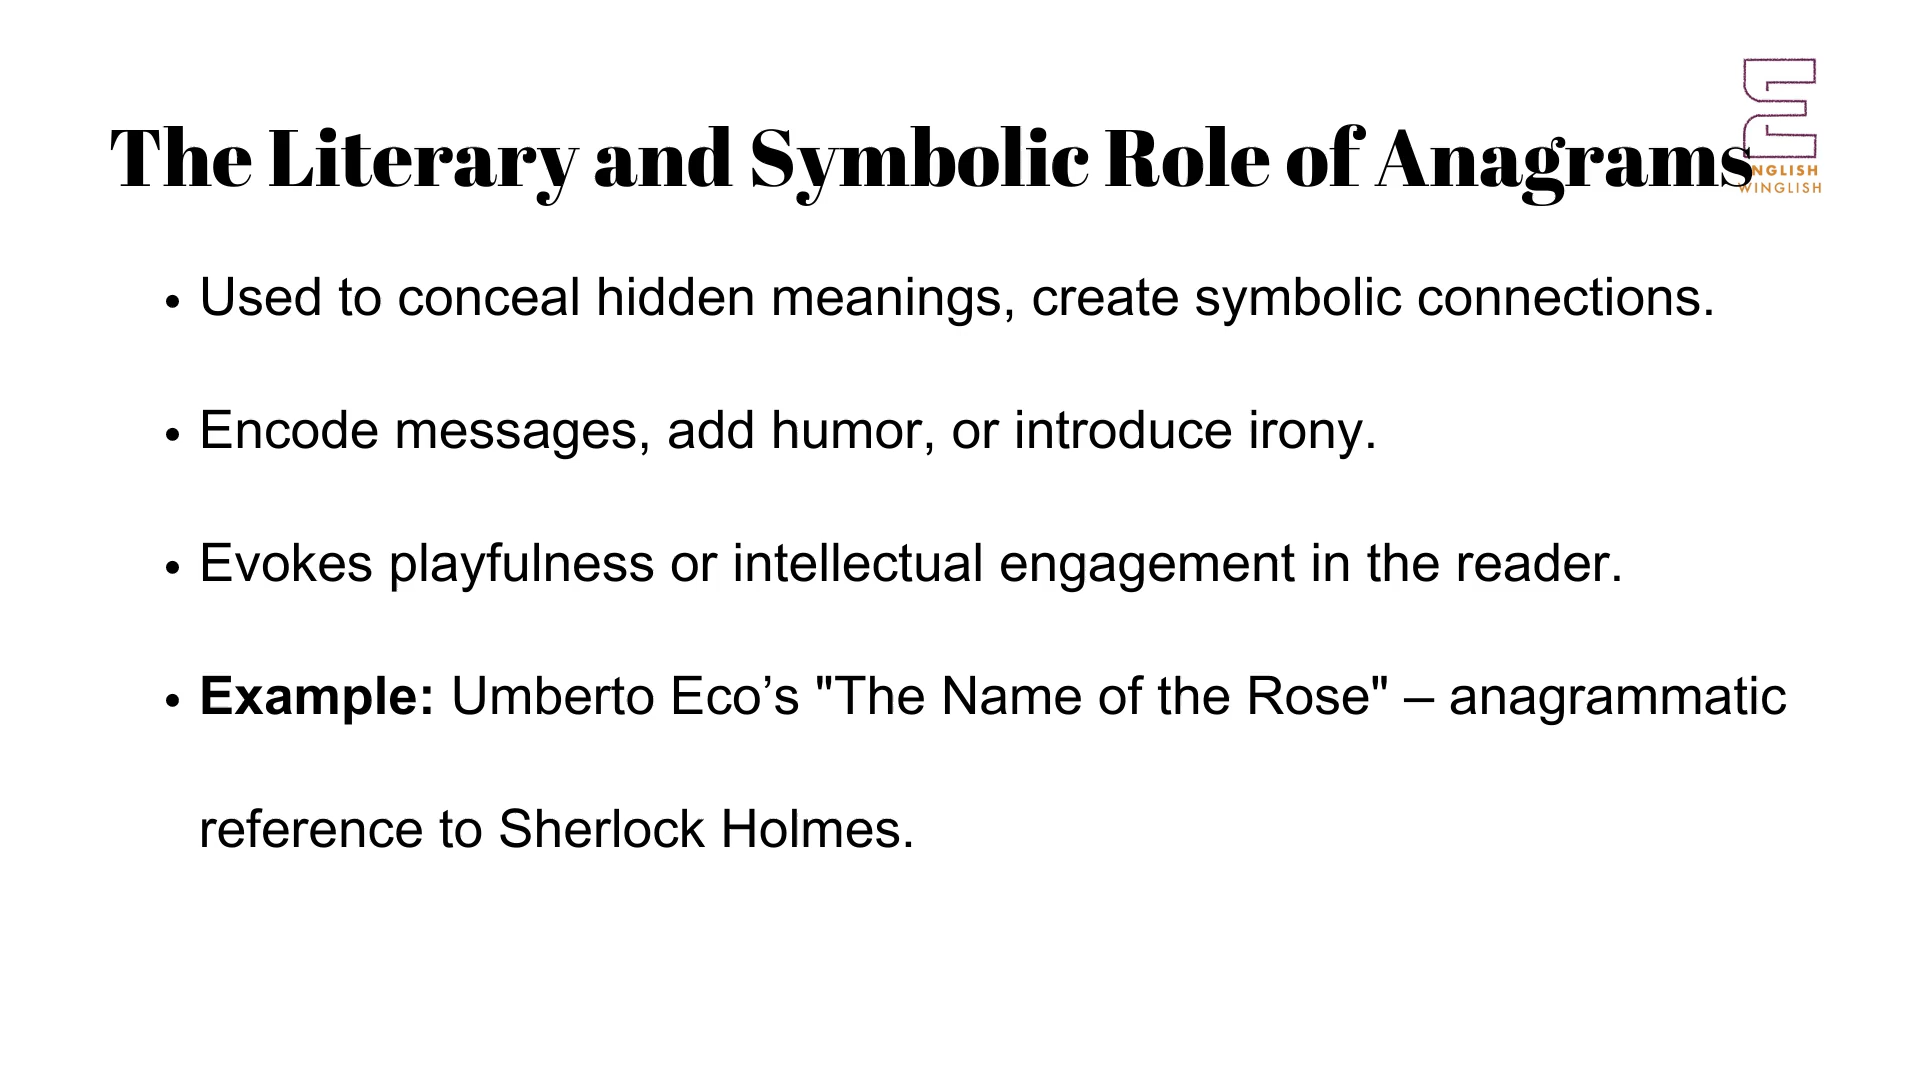 The Literary and Symbolic Role of Anagrams
NGLISH
WINGLISH
• Used to conceal hidden meanings, create symbolic connections.
• Encode messages, add humor, or introduce irony.
• Evokes playfulness or intellectual engagement in the reader.
• Example: Umberto Eco’s "The Name of the Rose" – anagrammatic
reference to Sherlock Holmes.